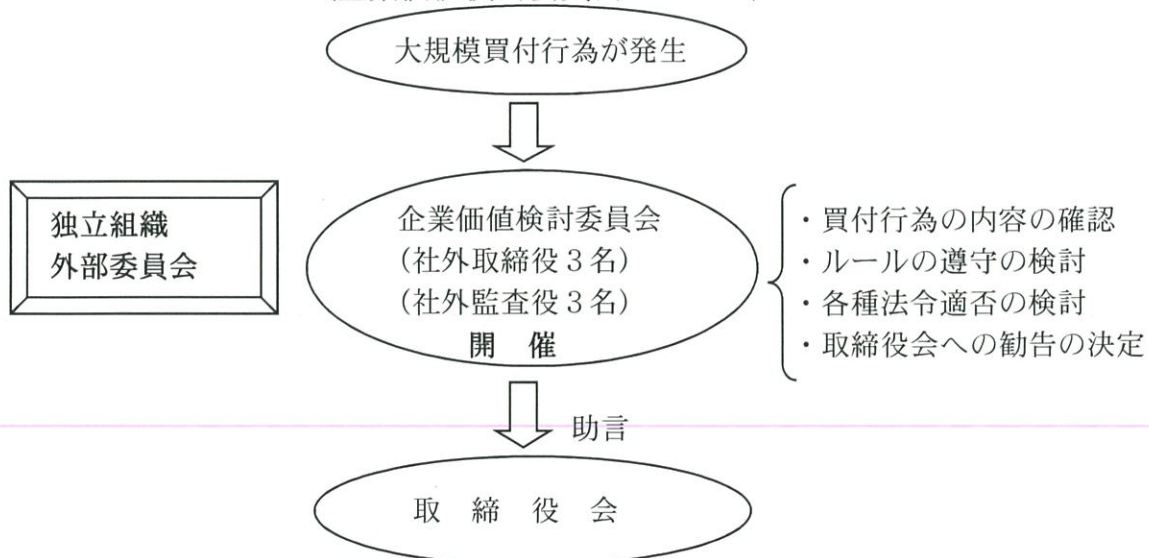 大規模買付行為が発生
独立組織
外部委員会
企業価値検討委員会
(社外取締役3名)
(社外監査役3名)
開 催
・買付行為の内容の確認
・ルールの遵守の検討
・各種法令適否の検討
・取締役会への勧告の決定
助言
取 締 役 会